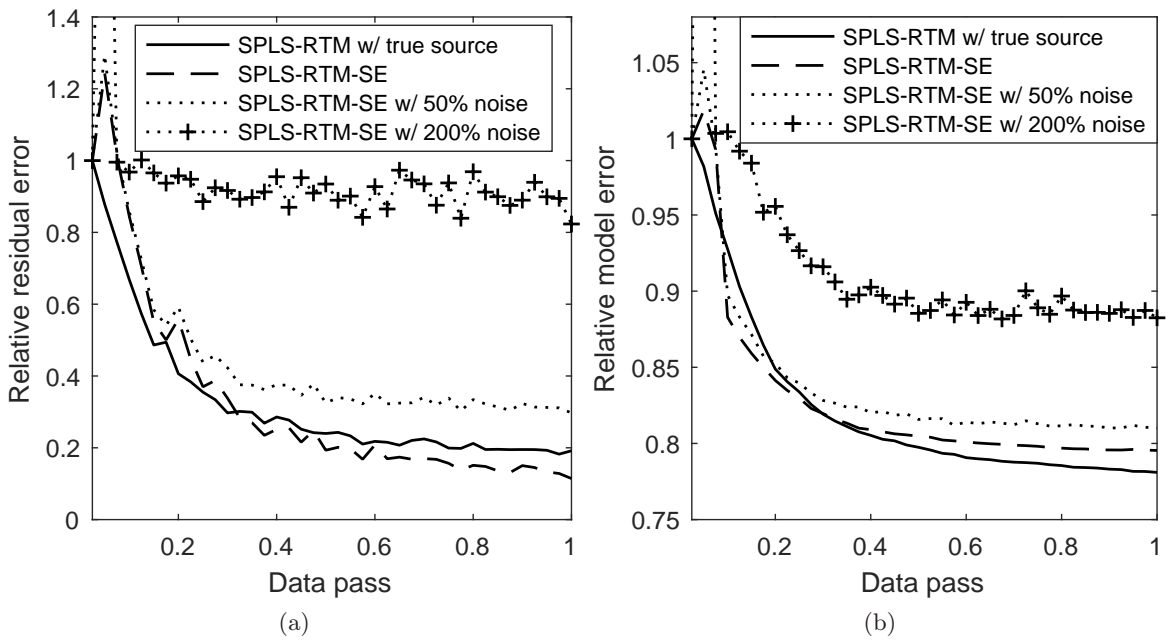 1.4
1.2
1
0.8
0.6
0.4
0.2
0
Relative residual error
SPLS-RTM w/ true source
SPLS-RTM-SE
SPLS-RTM-SE w/ 50% noise
SPLS-RTM-SE w/ 200% noise
0.2 0.4 0.6 0.8 1
Data pass
(a)
1.05
1
0.95
0.9
0.85
0.8
0.75
Relative model error
SPLS-RTM w/ true source
SPLS-RTM-SE
SPLS-RTM-SE w/ 50% noise
SPLS-RTM-SE w/ 200% noise
0.2 0.4 0.6 0.8 1
Data pass
(b)